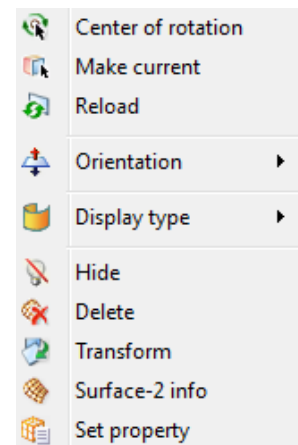 Center of rotation
Make current
Reload
Orientation
Display type
Hide
Delete
Transform
Surface-2 info
Set property